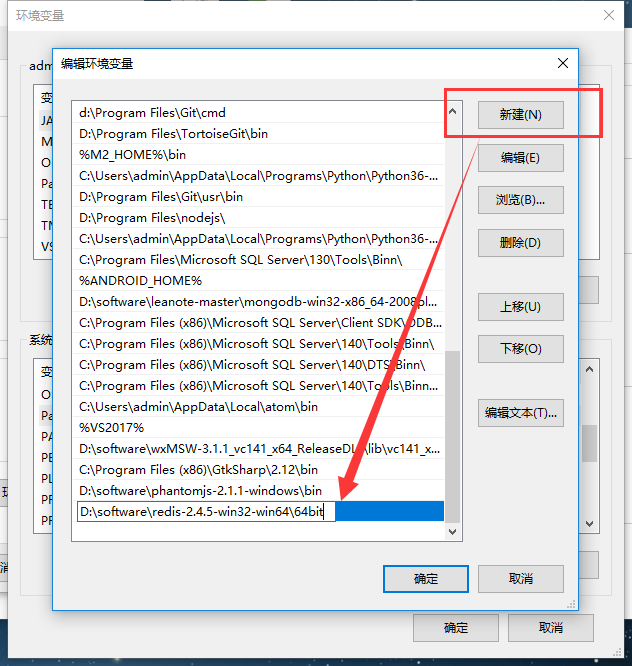 环境变量
编辑环境变量
adm
变
JA
M
O
Pa
TE
TM
VS
d:\Program Files\Git\cmd
D:\Program Files\TortoiseGit\bin
%M2_HOME%\bin
C:\Users\admin\AppData\Local\Programs\Python\Python36-...
D:\Program Files\Git\usr\bin
D:\Program Files\nodejs\
C:\Users\admin\AppData\Local\Programs\Python\Python36-...
C:\Program Files\Microsoft SQL Server\130\Tools\Binn\
%ANDROID_HOME%
D:\software\leanote-master\mongodb-win32-x86_64-2008pl...
C:\Program Files (x86)\Microsoft SQL Server\Client SDK\ODB...
C:\Program Files (x86)\Microsoft SQL Server\140\Tools\Binn\
C:\Program Files (x86)\Microsoft SQL Server\140\DTS\Binn\
C:\Program Files (x86)\Microsoft SQL Server\140\Tools\Binn...
C:\Users\admin\AppData\Local\atom\bin
%VS2017%
D:\software\wxMSW-3.1.1_vc141_x64_ReleaseDLL\lib\vc141_x...
C:\Program Files (x86)\GtkSharp\2.12\bin
D:\software\phantomjs-2.1.1-windows\bin
D:\software\redis-2.4.5-win32-win64\64bit
新建(N)
编辑(E)
浏览(B)...
删除(D)
上移(U)
下移(O)
编辑文本(T)...
系统
变
O
Pa
PA
PE
PL
PR
PR
确定
取消
确定
取消